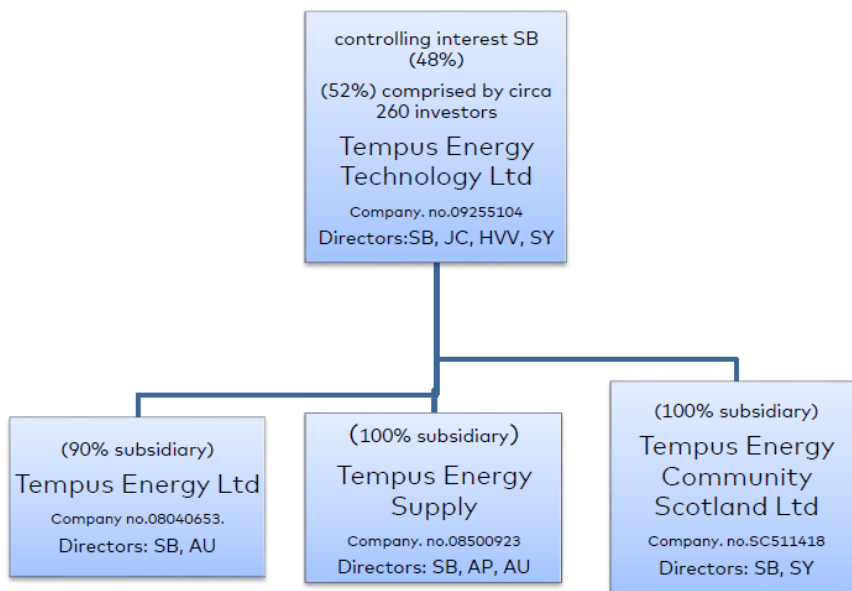 controlling interest SB
(48%)
(52%) comprised by circa
260 investors
Tempus Energy
Technology Ltd
Company. no.09255104
Directors:SB, JC, HVV, SY
(90% subsidiary)
Tempus Energy Ltd
Company no.08040653.
Directors: SB, AU
(100% subsidiary)
Tempus Energy
Supply
Company. no.08500923
Directors: SB, AP, AU
(100% subsidiary)
Tempus Energy
Community
Scotland Ltd
Company. no.SC511418
Directors: SB, SY